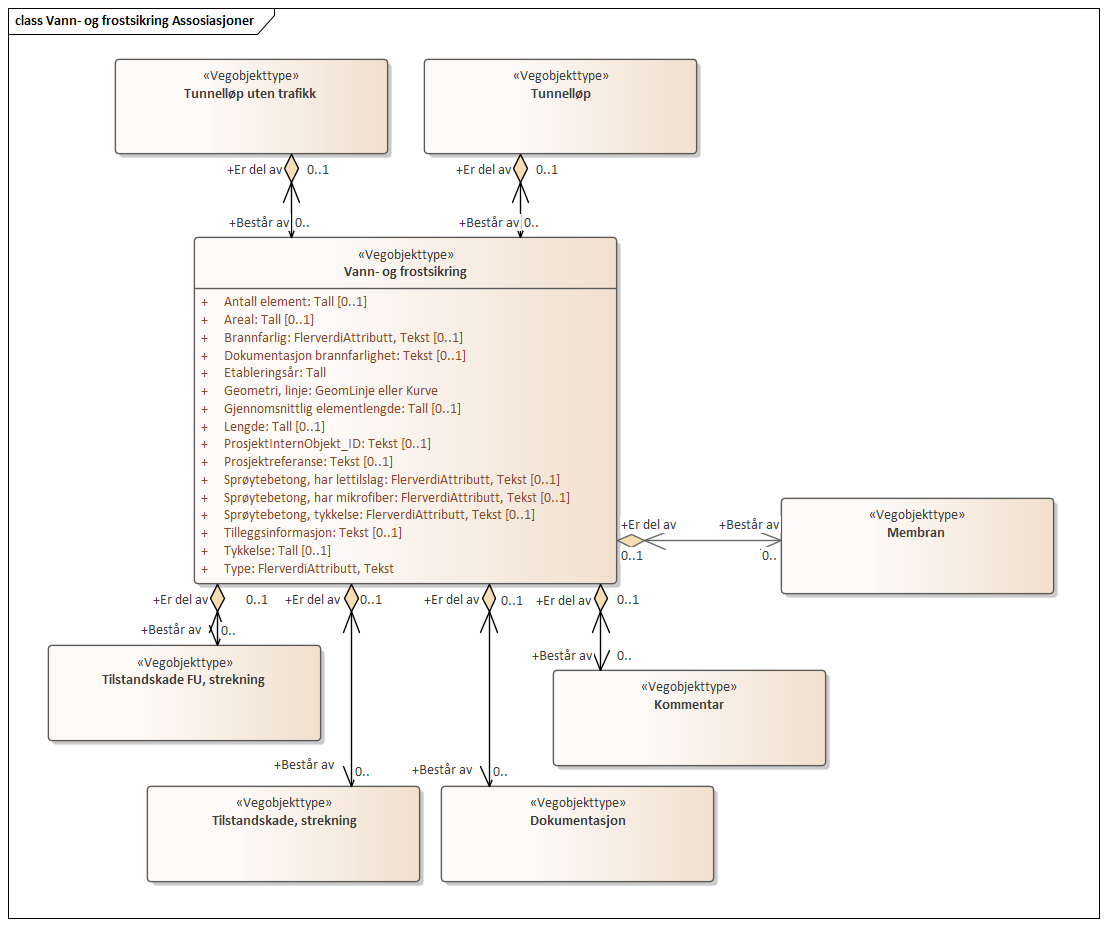 class Vann- og frostsikring Assosiasjoner
«Vegobjekttype»
Tunnelløp uten trafikk
«Vegobjekttype»
Tunnelløp
+Er del av 0..1
+Er del av 0..1
+Består av 0..
+Består av 0..
«Vegobjekttype»
Vann- og frostsikring
+ Antall element: Tall [0..1]
+ Areal: Tall [0..1]
+ Brannfarlig: FlerverdiAttributt, Tekst [0..1]
+ Dokumentasjon brannfarlighet: Tekst [0..1]
+ Etableringsår: Tall
+ Geometri, linje: GeomLinje eller Kurve
+ Gjennomsnittlig elementlengde: Tall [0..1]
+ Lengde: Tall [0..1]
+ ProsjektInternObjekt_ID: Tekst [0..1]
+ Prosjektreferanse: Tekst [0..1]
+ Sprøytebetong, har lettilslag: FlerverdiAttributt, Tekst [0..1]
+ Sprøytebetong, har mikrofiber: FlerverdiAttributt, Tekst [0..1]
+ Sprøytebetong, tykkelse: FlerverdiAttributt, Tekst [0..1]
+ Tilleggsinformasjon: Tekst [0..1]
+ Tykkelse: Tall [0..1]
+ Type: FlerverdiAttributt, Tekst
+Er del av +Består av
0..1 0..
«Vegobjekttype»
Membran
+Er del av 0..1
+Er del av 0..1
+Er del av 0..1
+Er del av 0..1
+Består av 0..
«Vegobjekttype»
Tilstandskade FU, strekning
+Består av 0..
«Vegobjekttype»
Kommentar
+Består av 0..
+Består av 0..
«Vegobjekttype»
Tilstandskade, strekning
«Vegobjekttype»
Dokumentasjon